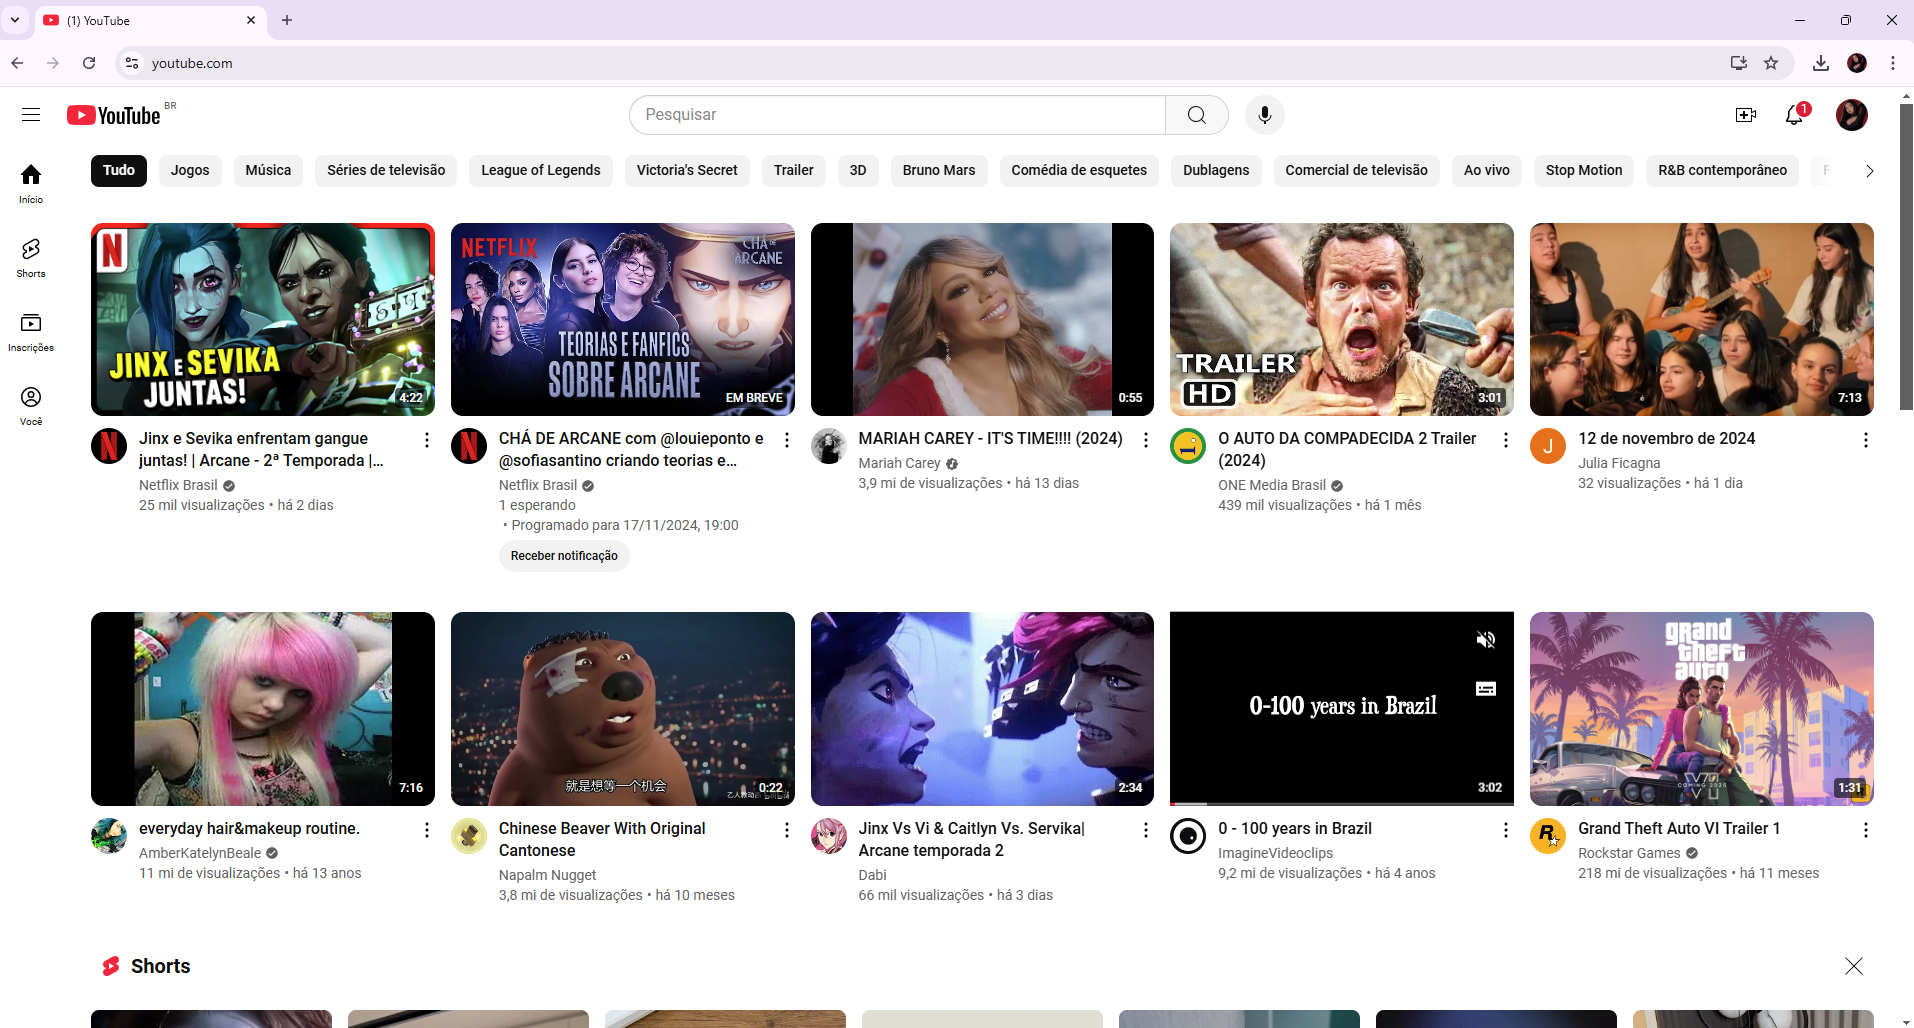 (1) YouTube
youtube.com
YouTube BR
Pesquisar
1
Tudo
Jogos
Música
Séries de televisão
League of Legends
Victoria's Secret
Trailer
3D
Bruno Mars
Comédia de esquetes
Dublagens
Comercial de televisão
Ao vivo
Stop Motion
R&B contemporâneo
F
Início
Shorts
Inscrições
Você
N
JINX E SEVIKA
JUNTAS!
4:22
Jinx e Sevika enfrentam gangue
juntas! | Arcane - 2ª Temporada |...
Netflix Brasil
25 mil visualizações • há 2 dias
NETFLIX
CHÁ DE
ARCANE
TEORIAS E FANFICS
SOBRE ARCANE
EM BREVE
CHÁ DE ARCANE com @louieponto e
@sofiasantino criando teorias e...
Netflix Brasil
1 esperando
• Programado para 17/11/2024, 19:00
Receber notificação
0:55
MARIAH CAREY - IT'S TIME!!!! (2024)
Mariah Carey
3,9 mi de visualizações • há 13 dias
TRAILER
HD
3:01
O AUTO DA COMPADECIDA 2 Trailer
(2024)
ONE Media Brasil
439 mil visualizações • há 1 mês
7:13
J
12 de novembro de 2024
Julia Ficagna
32 visualizações • há 1 dia
7:16
everyday hair&makeup routine.
AmberKatelynBeale
11 mi de visualizações • há 13 anos
就是想等一个机会
0:22
Chinese Beaver With Original
Cantonese
Napalm Nugget
3,8 mi de visualizações • há 10 meses
2:34
Jinx Vs Vi & Caitlyn Vs. Servika|
Arcane temporada 2
Dabi
66 mil visualizações • há 3 dias
0-100 years in Brazil
3:02
0 - 100 years in Brazil
ImagineVideoclips
9,2 mi de visualizações • há 4 anos
grand
theft
auto
VI
COMING 2025
1:31
R
Grand Theft Auto VI Trailer 1
Rockstar Games
218 mi de visualizações • há 11 meses
Shorts